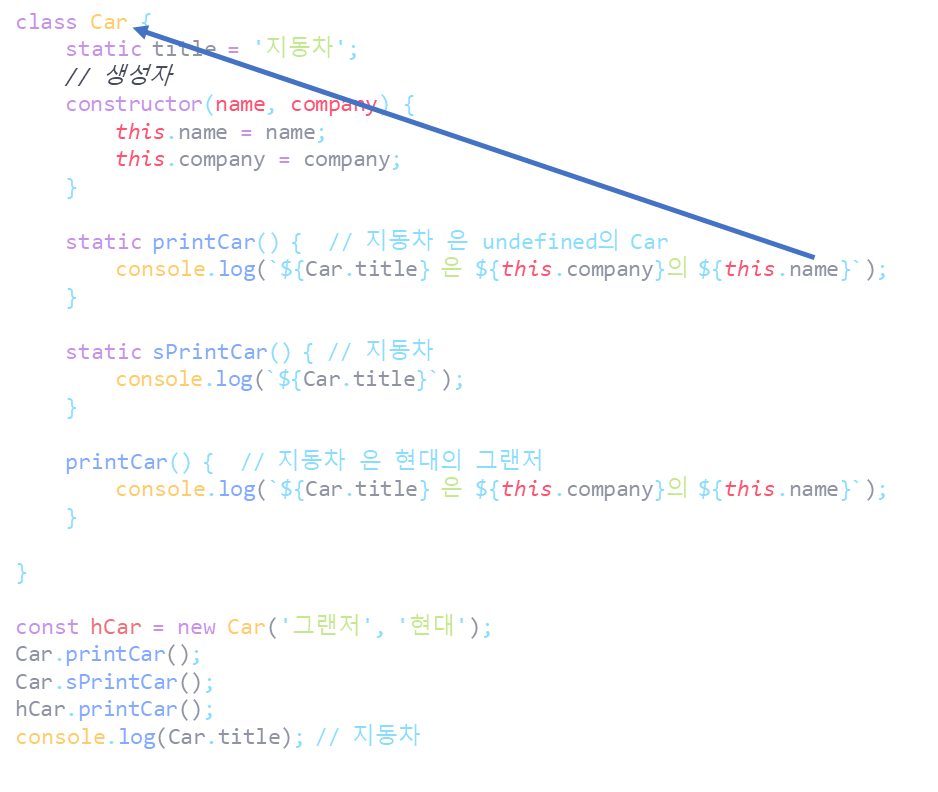 class Car {
    static title = '지동차';
    // 생성자
    constructor(name, company) {
        this.name = name;
        this.company = company;
    }
    static printCar() {  // 지동차 은 undefined의 Car
        console.log(`${Car.title} 은 ${this.company}의 ${this.name}`);
    }
    static sPrintCar() { // 지동차
        console.log(`${Car.title}`);
    }
    printCar() {  // 지동차 은 현대의 그랜저
        console.log(`${Car.title} 은 ${this.company}의 ${this.name}`);
    }
}
const hCar = new Car('그랜저', '현대');
Car.printCar();
Car.sPrintCar();
hCar.printCar();
console.log(Car.title); // 지동차